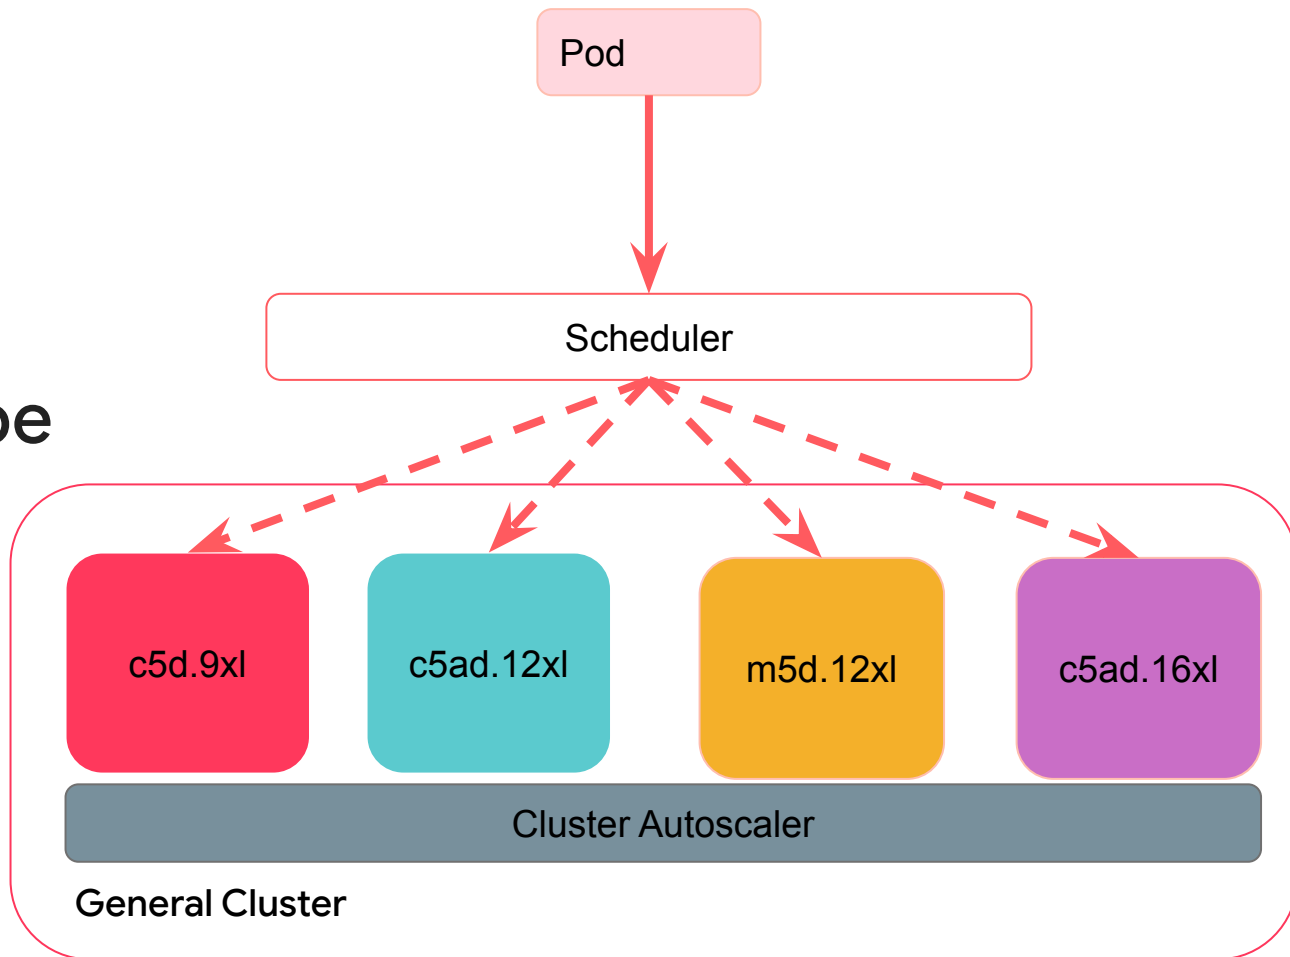 Pod
Scheduler
c5d.9xl
c5ad.12xl
m5d.12xl
c5ad.16xl
Cluster Autoscaler
General Cluster